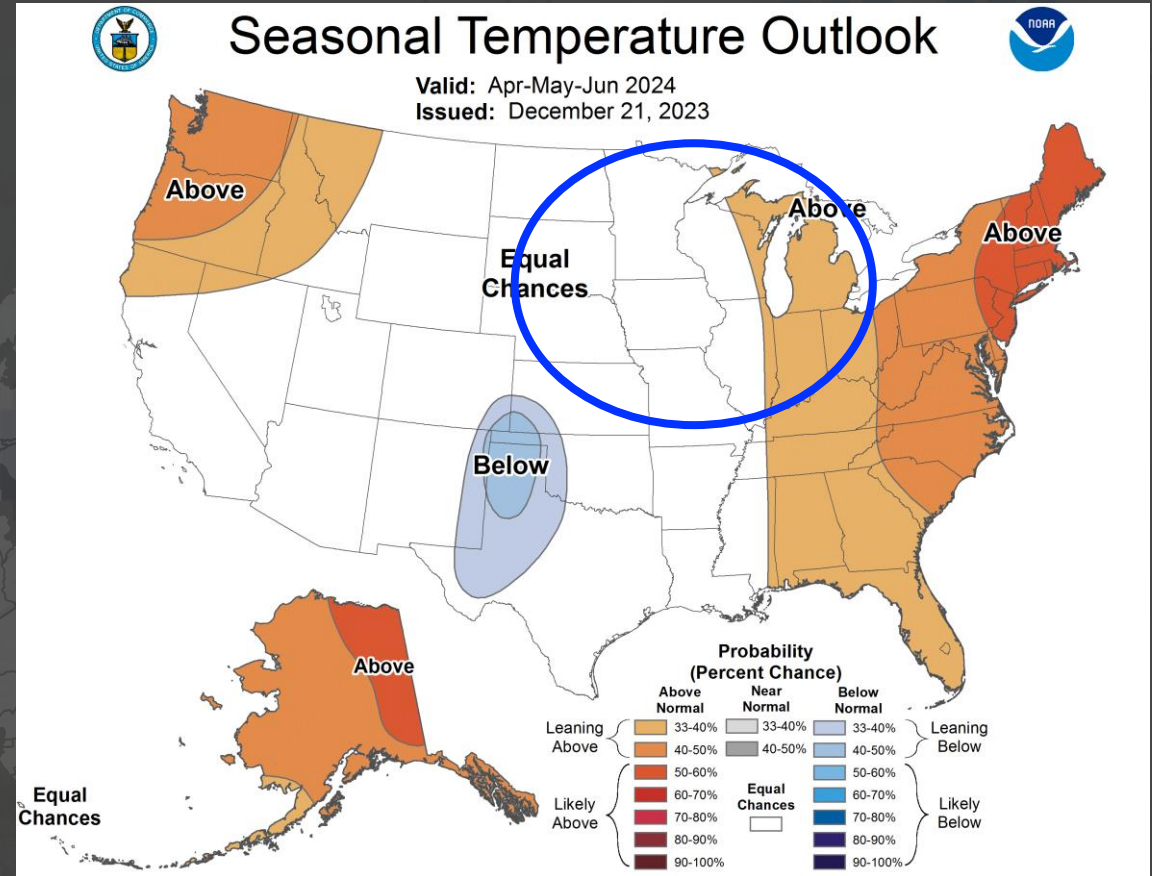 Seasonal Temperature Outlook
NOAA
Valid: Apr-May-Jun 2024
Issued: December 21, 2023
Above
Above
Above
Equal
Chances
Below
Above
Equal
Chances
Probability
(Percent Chance)
Above
Normal
Near
Normal
Below
Normal
Leaning
Above
33-40%
33-40%
33-40%
Leaning
Below
40-50%
40-50%
40-50%
Likely
Above
50-60%
50-60%
Likely
Below
60-70%
60-70%
70-80%
70-80%
80-90%
80-90%
90-100%
90-100%
Equal
Chances